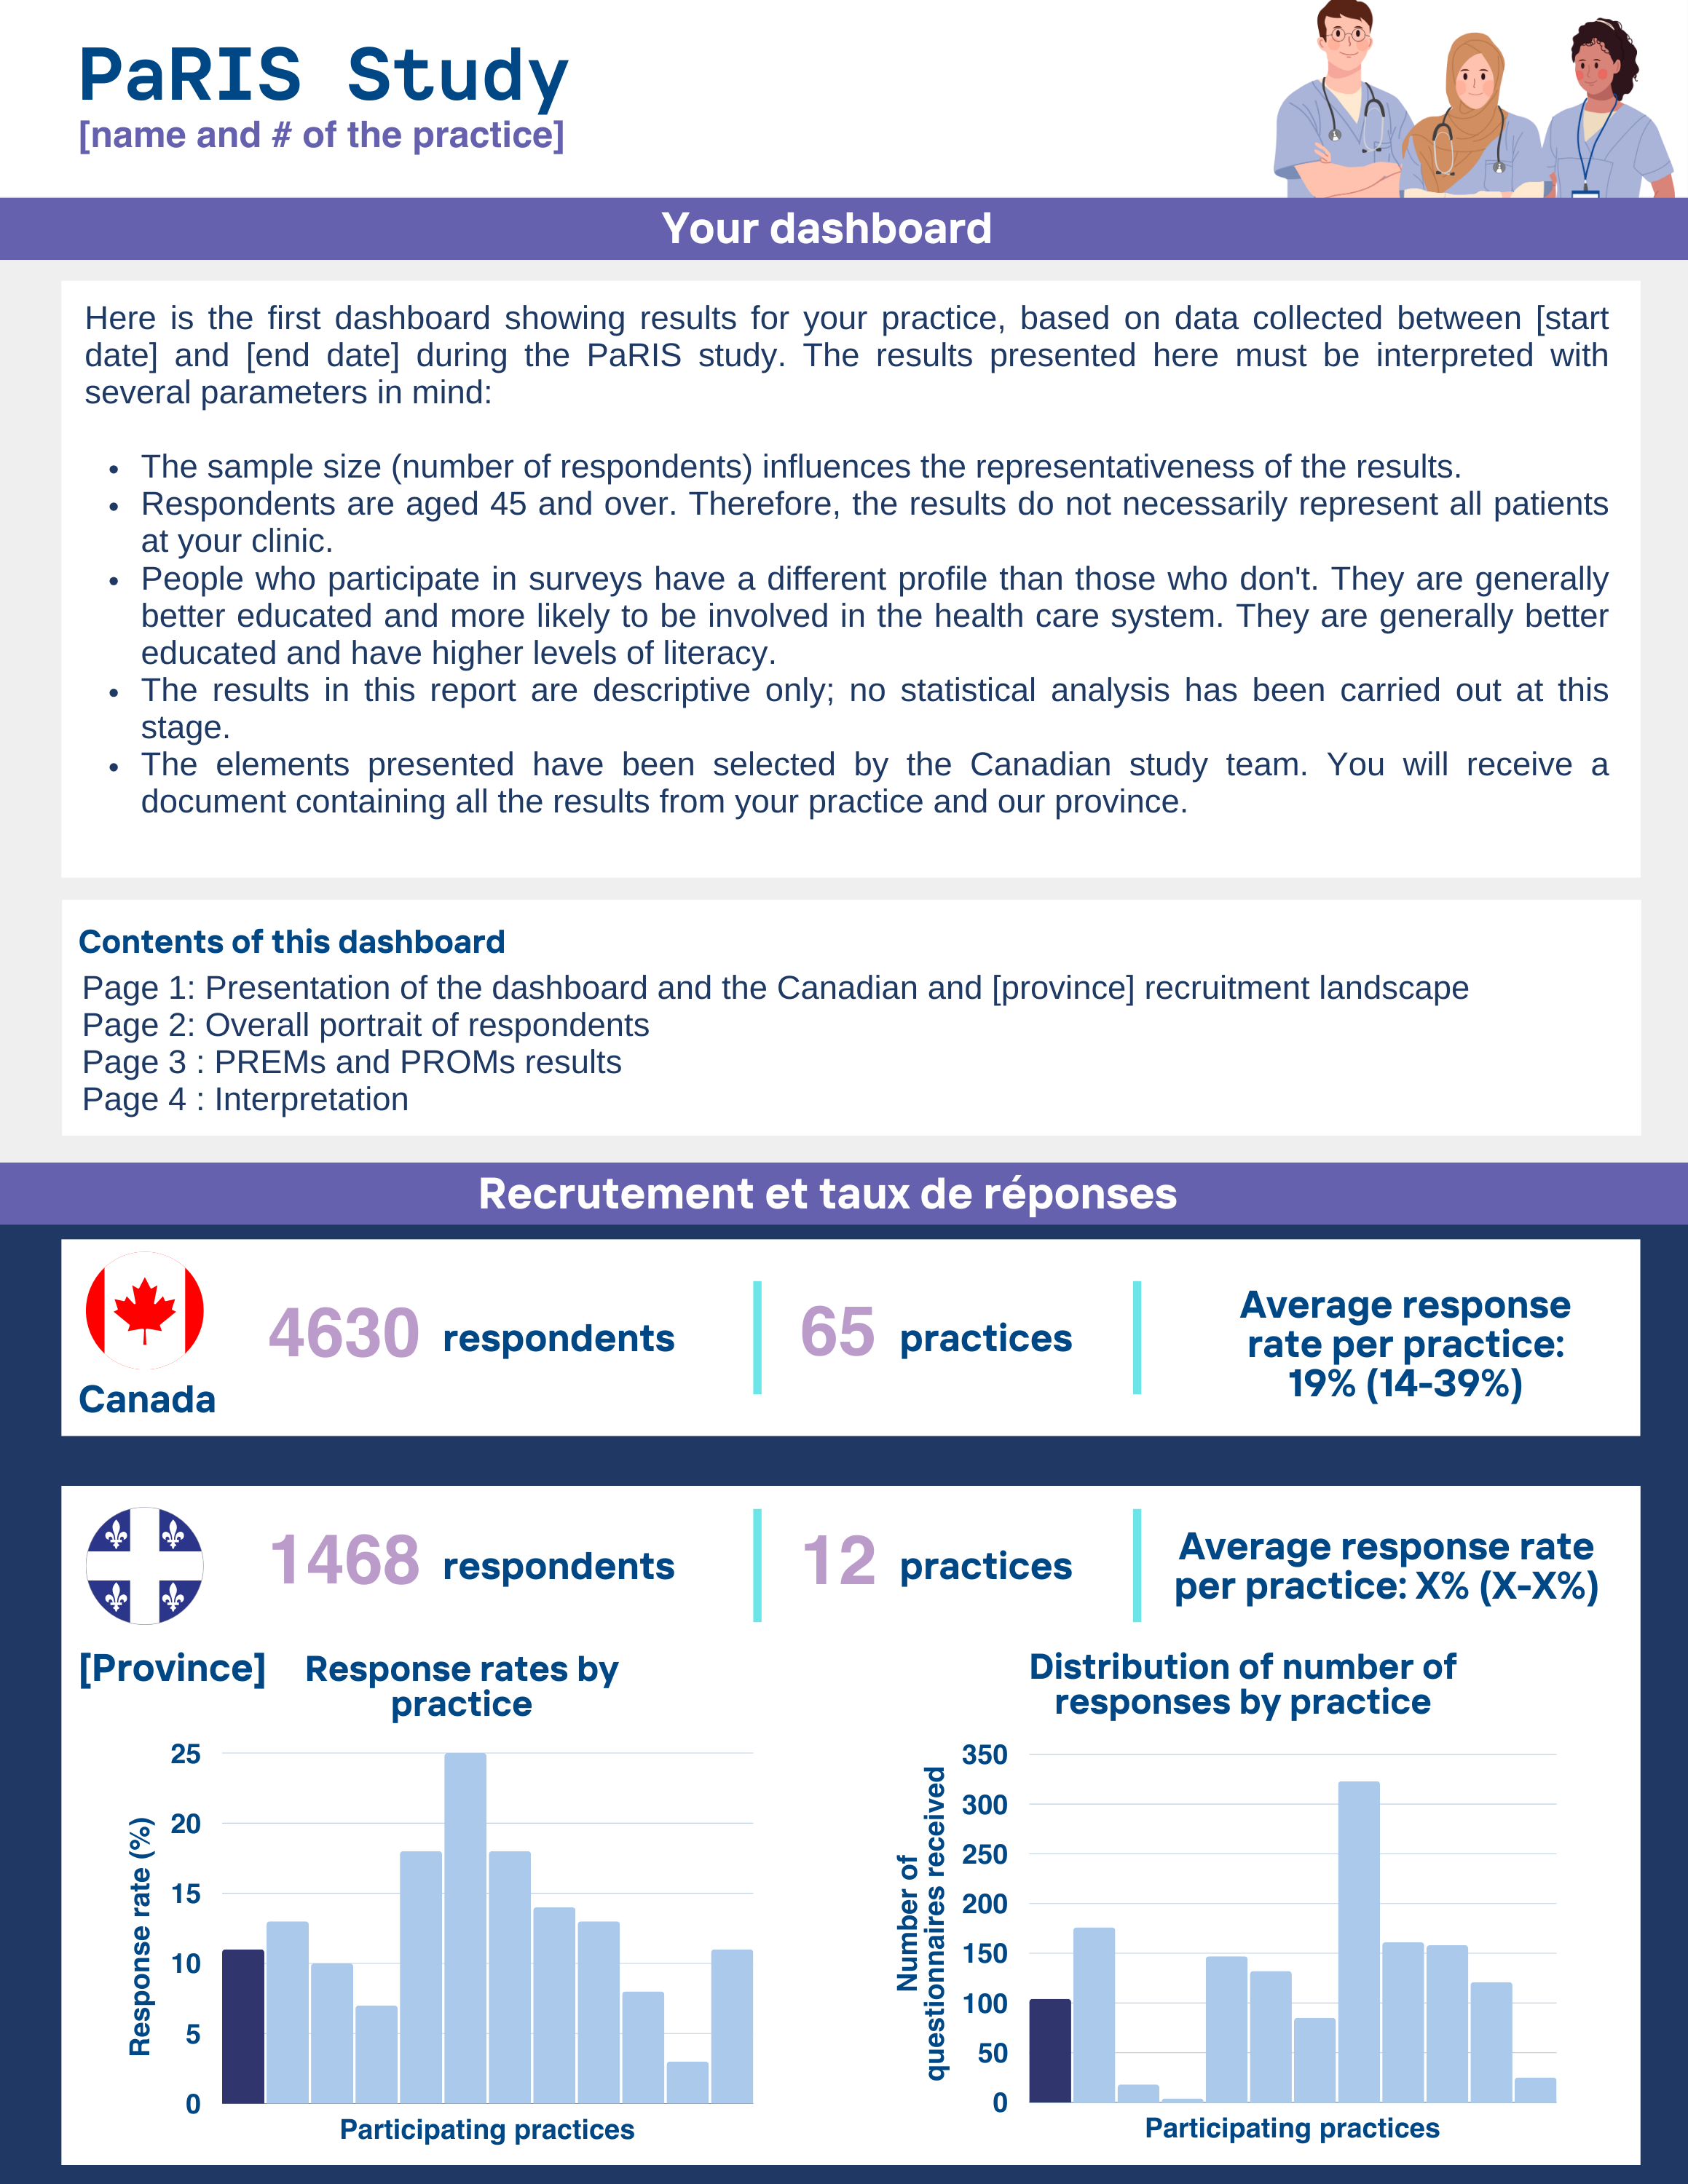 PaRIS Study
[name and # of the practice]
Your dashboard
Here is the first dashboard showing results for your practice, based on data collected between [start
date] and [end date] during the PaRIS study. The results presented here must be interpreted with
several parameters in mind:
• The sample size (number of respondents) influences the representativeness of the results.
• Respondents are aged 45 and over. Therefore, the results do not necessarily represent all patients
at your clinic.
• People who participate in surveys have a different profile than those who don't. They are generally
better educated and more likely to be involved in the health care system. They are generally better
educated and have higher levels of literacy.
• The results in this report are descriptive only; no statistical analysis has been carried out at this
stage.
• The elements presented have been selected by the Canadian study team. You will receive a
document containing all the results from your practice and our province.
Contents of this dashboard
Page 1: Presentation of the dashboard and the Canadian and [province] recruitment landscape
Page 2: Overall portrait of respondents
Page 3 : PREMs and PROMs results
Page 4 : Interpretation
Recrutement et taux de réponses
Canada
4630 respondents
65 practices
Average response
rate per practice:
19% (14-39%)
1468 respondents
12 practices
Average response rate
per practice: X% (X-X%)
[Province]
Response rates by
practice
Response rate (%)
25
20
15
10
5
0
Participating practices
Distribution of number of
responses by practice
Number of
questionnaires received
350
300
250
200
150
100
50
0
Participating practices